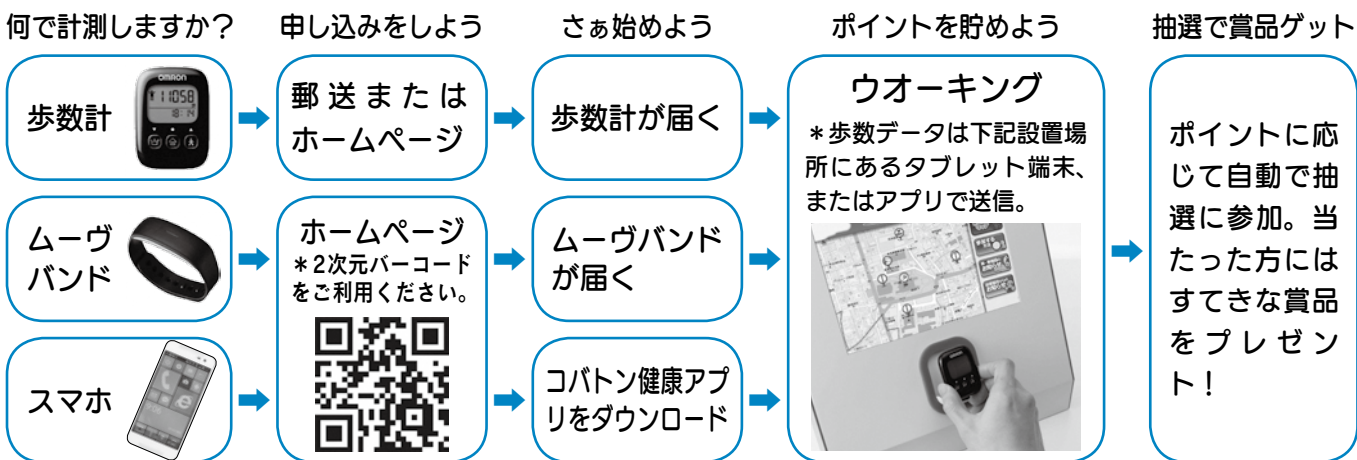 何で計測しますか?
歩数計
OMRON
11058
18:14
ムーヴ
バンド
スマホ
申し込みをしよう
郵送または
ホームページ
ホームページ
*2次元バーコード
をご利用ください。
さぁ始めよう
歩数計が届く
ムーヴバンド
が届く
コバトン健康アプ
リをダウンロード
ポイントを貯めよう
ウオーキング
*歩数データは下記設置場
所にあるタブレット端末、
またはアプリで送信。
抽選で賞品ゲット
ポイントに応
じて自動で抽
選に参加。当
たった方には
すてきな賞品
をプレゼン
ト!